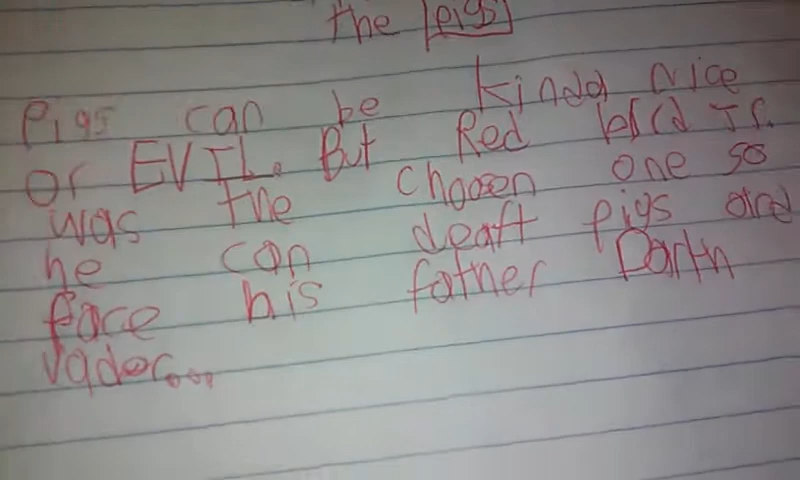 the pigs
Pigs can be kinda nice
or EVIL. But Red bird Jr.
was the choosen one so
he can deaft pigs and
face his father Darth
vader...